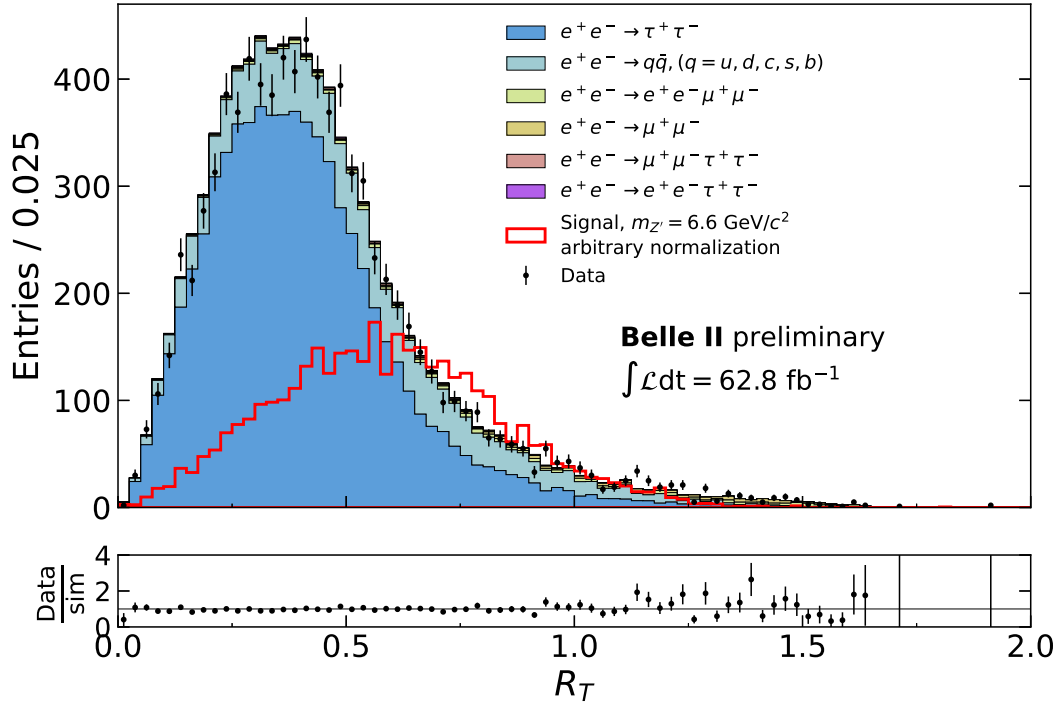 Entries / 0.025
400
300
200
100
0
e⁺e⁻→τ⁺τ⁻
e⁺e⁻→qq̄, (q = u, d, c, s, b)
e⁺e⁻→e⁺e⁻μ⁺μ⁻
e⁺e⁻→μ⁺μ⁻
e⁺e⁻→μ⁺μ⁻τ⁺τ⁻
e⁺e⁻→e⁺e⁻τ⁺τ⁻
Signal, m_Z′ = 6.6 GeV/c²
arbitrary normalization
Data
Belle II preliminary
∫ℒdt = 62.8 fb⁻¹
Data
sim
4
2
0
0.0 0.5 1.0 1.5 2.0
R_T